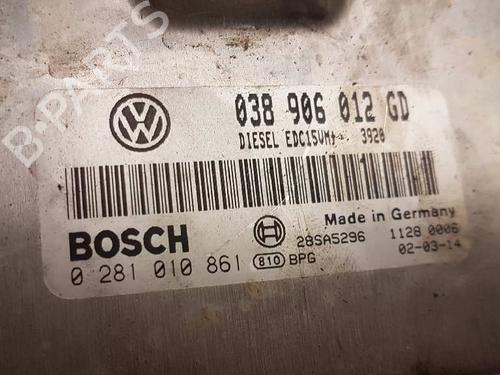 B-PARTS
038 906 012 GD
DIESEL EDC15VM+ 3920
BOSCH
Made in Germany
28SA5296 1128 0006
0 281 010 861 810 BPG 02-03-14